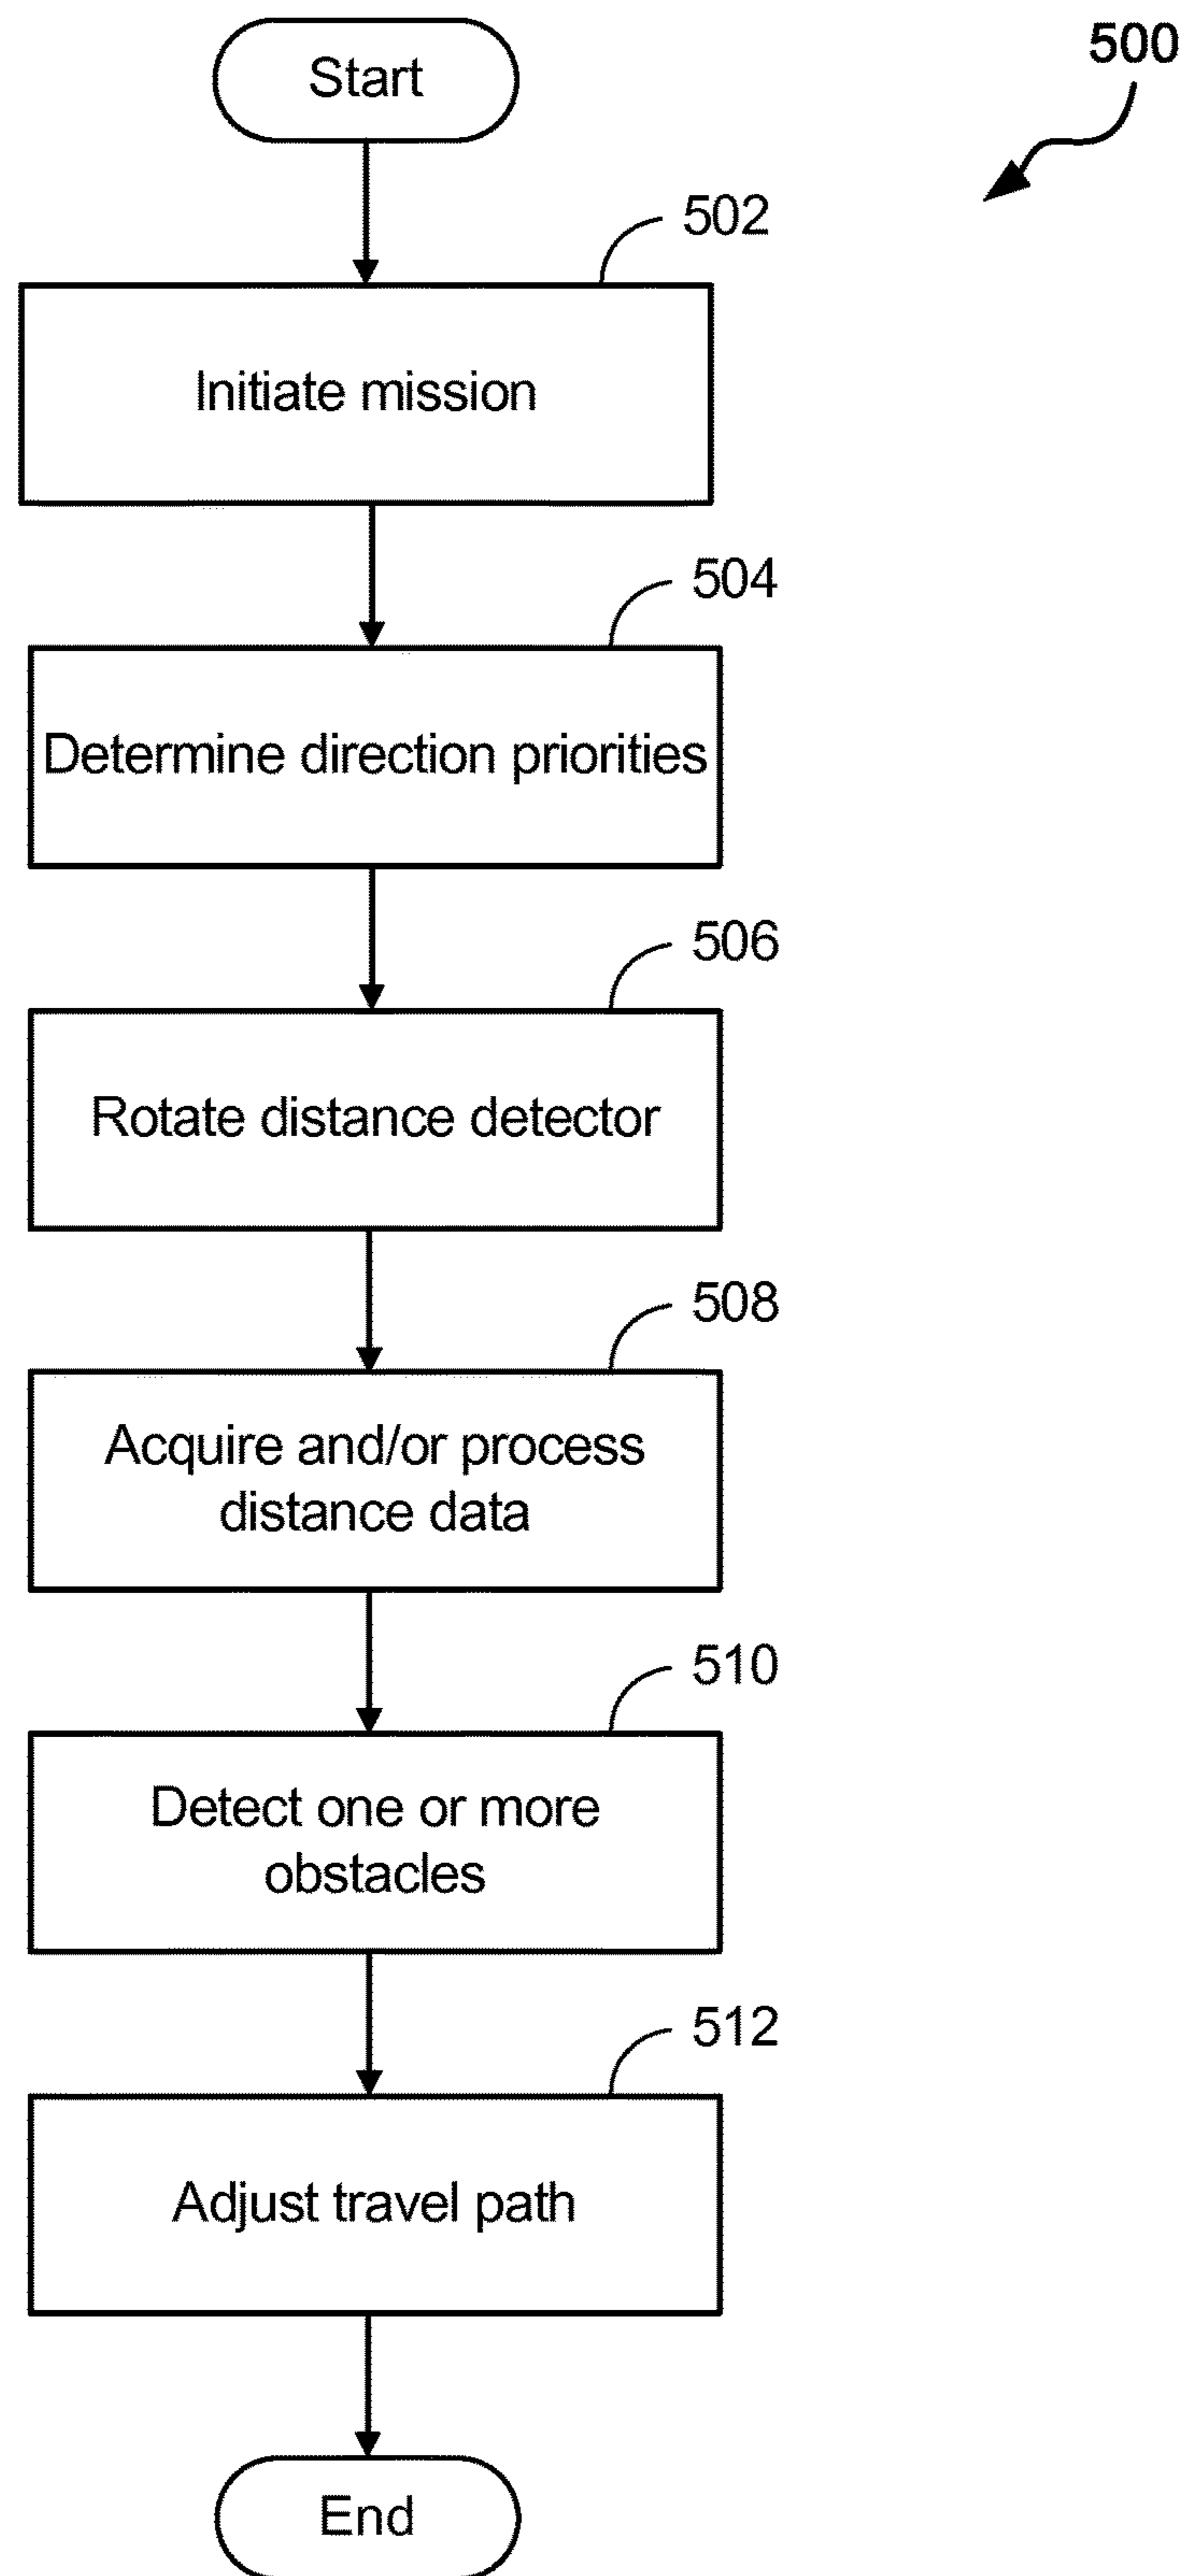 Start
500
502
Initiate mission
504
Determine direction priorities
506
Rotate distance detector
508
Acquire and/or process
distance data
510
Detect one or more
obstacles
512
Adjust travel path
End